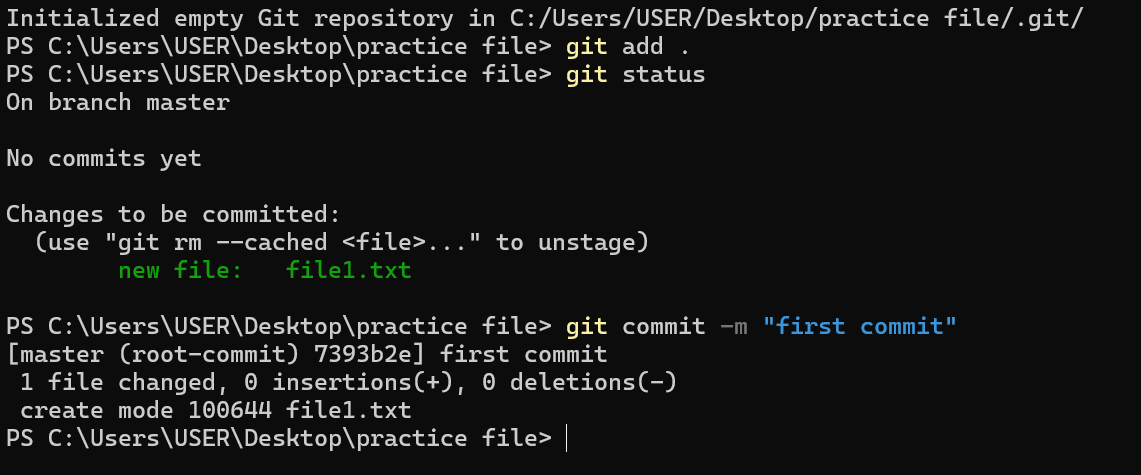 Initialized empty Git repository in C:/Users/USER/Desktop/practice file/.git/
PS C:\Users\USER\Desktop\practice file> git add .
PS C:\Users\USER\Desktop\practice file> git status
On branch master
No commits yet
Changes to be committed:
  (use "git rm --cached <file>..." to unstage)
        new file:   file1.txt
PS C:\Users\USER\Desktop\practice file> git commit -m "first commit"
[master (root-commit) 7393b2e] first commit
 1 file changed, 0 insertions(+), 0 deletions(-)
 create mode 100644 file1.txt
PS C:\Users\USER\Desktop\practice file>